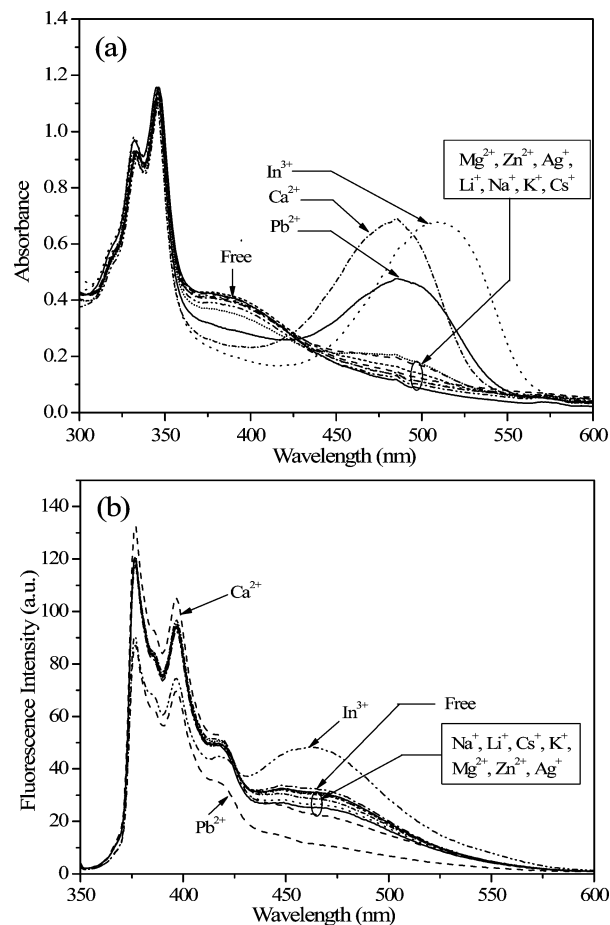 (a)
1.4
1.2
1.0
0.8
0.6
0.4
0.2
0.0
Absorbance
In³⁺
Ca²⁺
Pb²⁺
Free
Mg²⁺, Zn²⁺, Ag⁺,
Li⁺, Na⁺, K⁺, Cs⁺
300 350 400 450 500 550 600
Wavelength (nm)
(b)
140
120
100
80
60
40
20
0
Fluorescence Intensity (a.u.)
Ca²⁺
In³⁺
Free
Na⁺, Li⁺, Cs⁺, K⁺,
Mg²⁺, Zn²⁺, Ag⁺
Pb²⁺
350 400 450 500 550 600
Wavelength (nm)